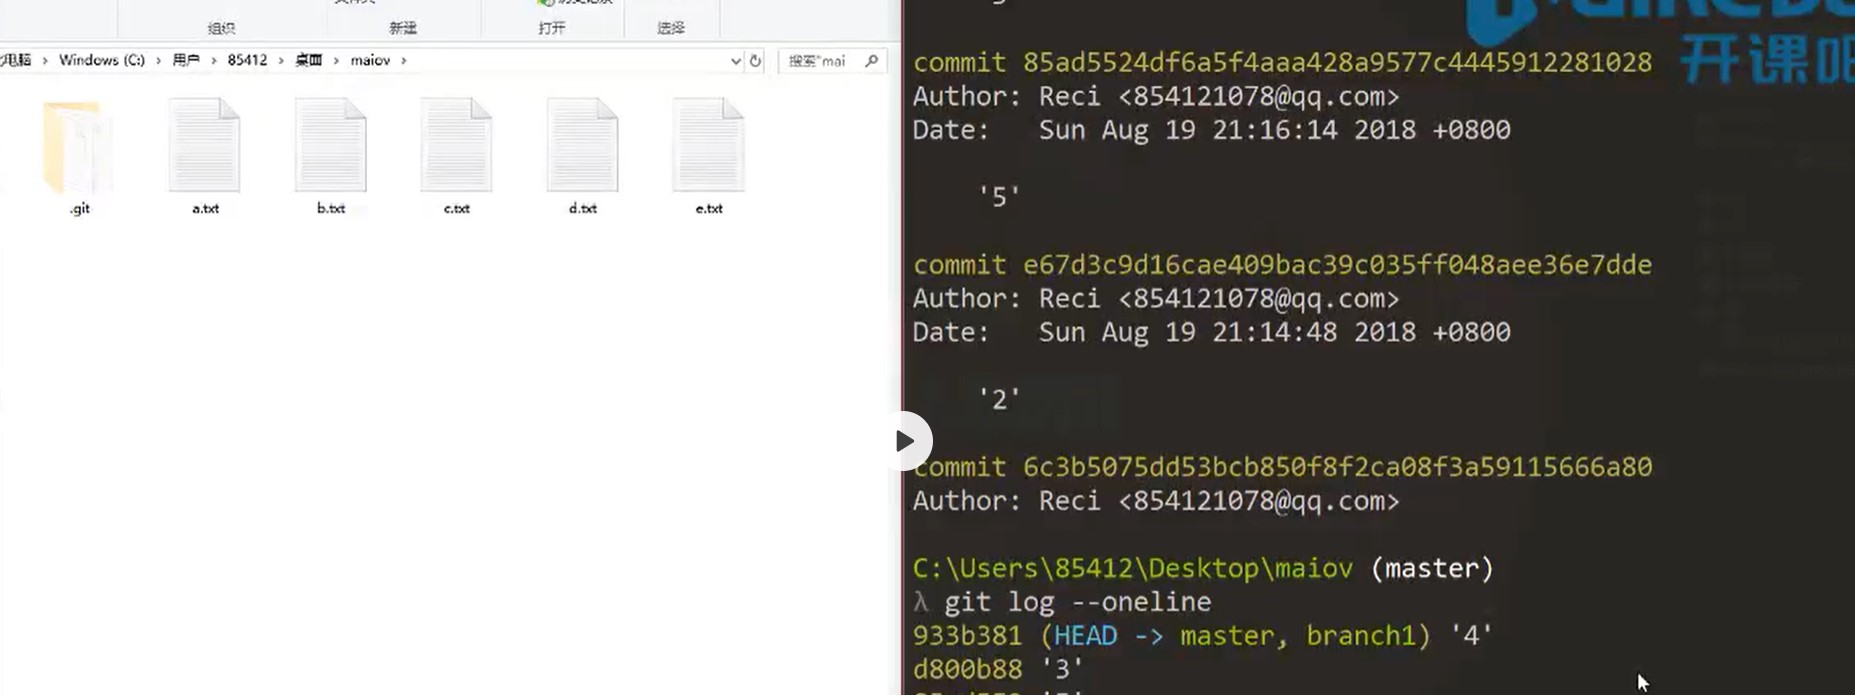 组织
新建
打开
选择
Windows (C:) › 用户 › 85412 › 桌面 › maiov ›
搜索"mai
.git
a.txt
b.txt
c.txt
d.txt
e.txt
开课吧
commit 85ad5524df6a5f4aaa428a9577c4445912281028
Author: Reci <854121078@qq.com>
Date: Sun Aug 19 21:16:14 2018 +0800
'5'
commit e67d3c9d16cae409bac39c035ff048aee36e7dde
Author: Reci <854121078@qq.com>
Date: Sun Aug 19 21:14:48 2018 +0800
'2'
commit 6c3b5075dd53bcb850f8f2ca08f3a59115666a80
Author: Reci <854121078@qq.com>
C:\Users\85412\Desktop\maiov (master)
λ git log --oneline
933b381 (HEAD -> master, branch1) '4'
d800b88 '3'